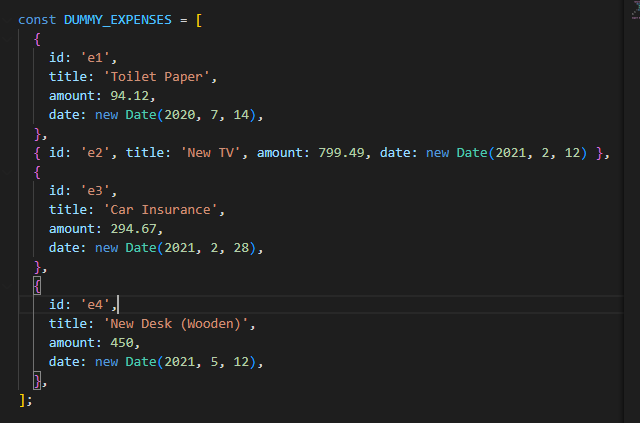 const DUMMY_EXPENSES = [
  {
    id: 'e1',
    title: 'Toilet Paper',
    amount: 94.12,
    date: new Date(2020, 7, 14),
  },
  { id: 'e2', title: 'New TV', amount: 799.49, date: new Date(2021, 2, 12) },
  {
    id: 'e3',
    title: 'Car Insurance',
    amount: 294.67,
    date: new Date(2021, 2, 28),
  },
  {
    id: 'e4',
    title: 'New Desk (Wooden)',
    amount: 450,
    date: new Date(2021, 5, 12),
  },
];